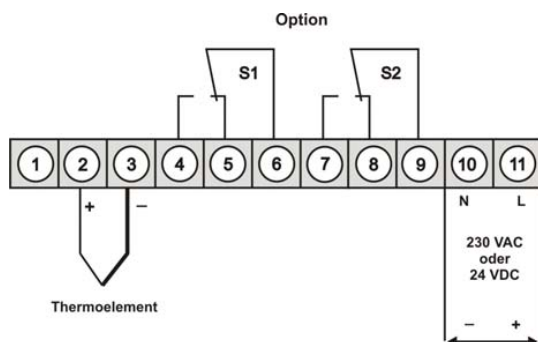 Option
S1 S2
1 2 3 4 5 6 7 8 9 10 11
+ –
N L
230 VAC
oder
24 VDC
– +
Thermoelement